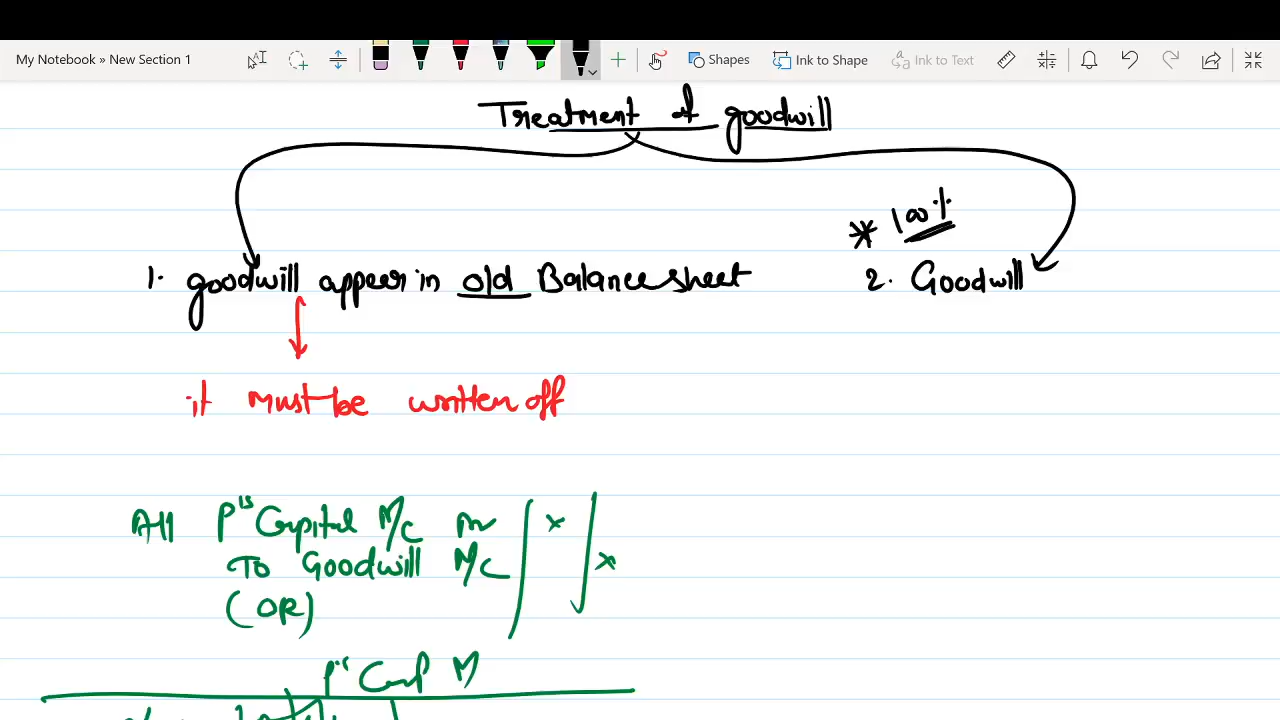 My Notebook » New Section 1
Shapes
Ink to Shape
Ink to Text
Treatment of goodwill
* 100%
1. goodwill appear in old Balance sheet
2. Goodwill
it must be written off
All P's Capital A/C Dr x
To Goodwill A/C x
(OR)
P's Cap A